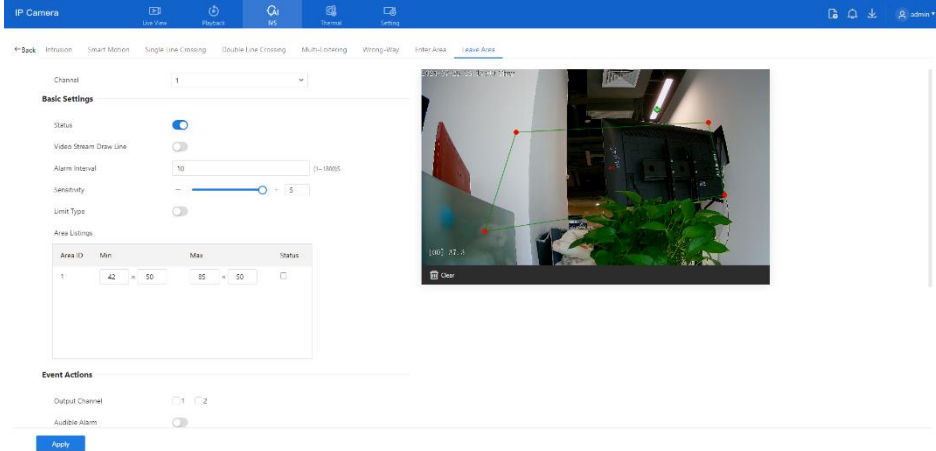 IP Camera
Live View
Playback
IVS
Thermal
Setting
admin
Back Intrusion Smart Motion Single Line Crossing Double Line Crossing Multi-Loitering Wrong-Way Enter Area Leave Area
Channel 1
Basic Settings
Status
Video Stream Draw Line
Alarm Interval 10 (1~1800)S
Sensitivity - + 5
Limit Type
Area Listings
Area ID Min Max Status
1 42 × 50 85 × 50
[00] 37.3
Clear
Event Actions
Output Channel 1 2
Audible Alarm
Apply